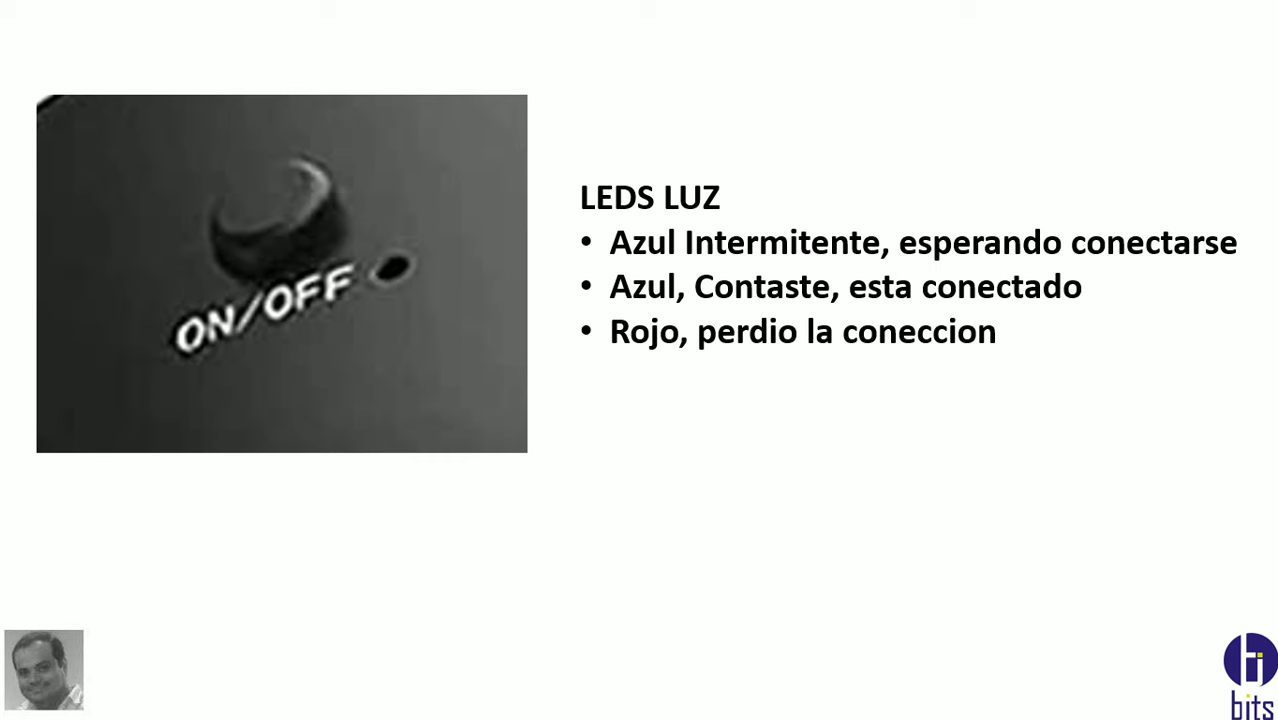 ON/OFF
LEDS LUZ
• Azul Intermitente, esperando conectarse
• Azul, Contaste, esta conectado
• Rojo, perdio la coneccion
bits